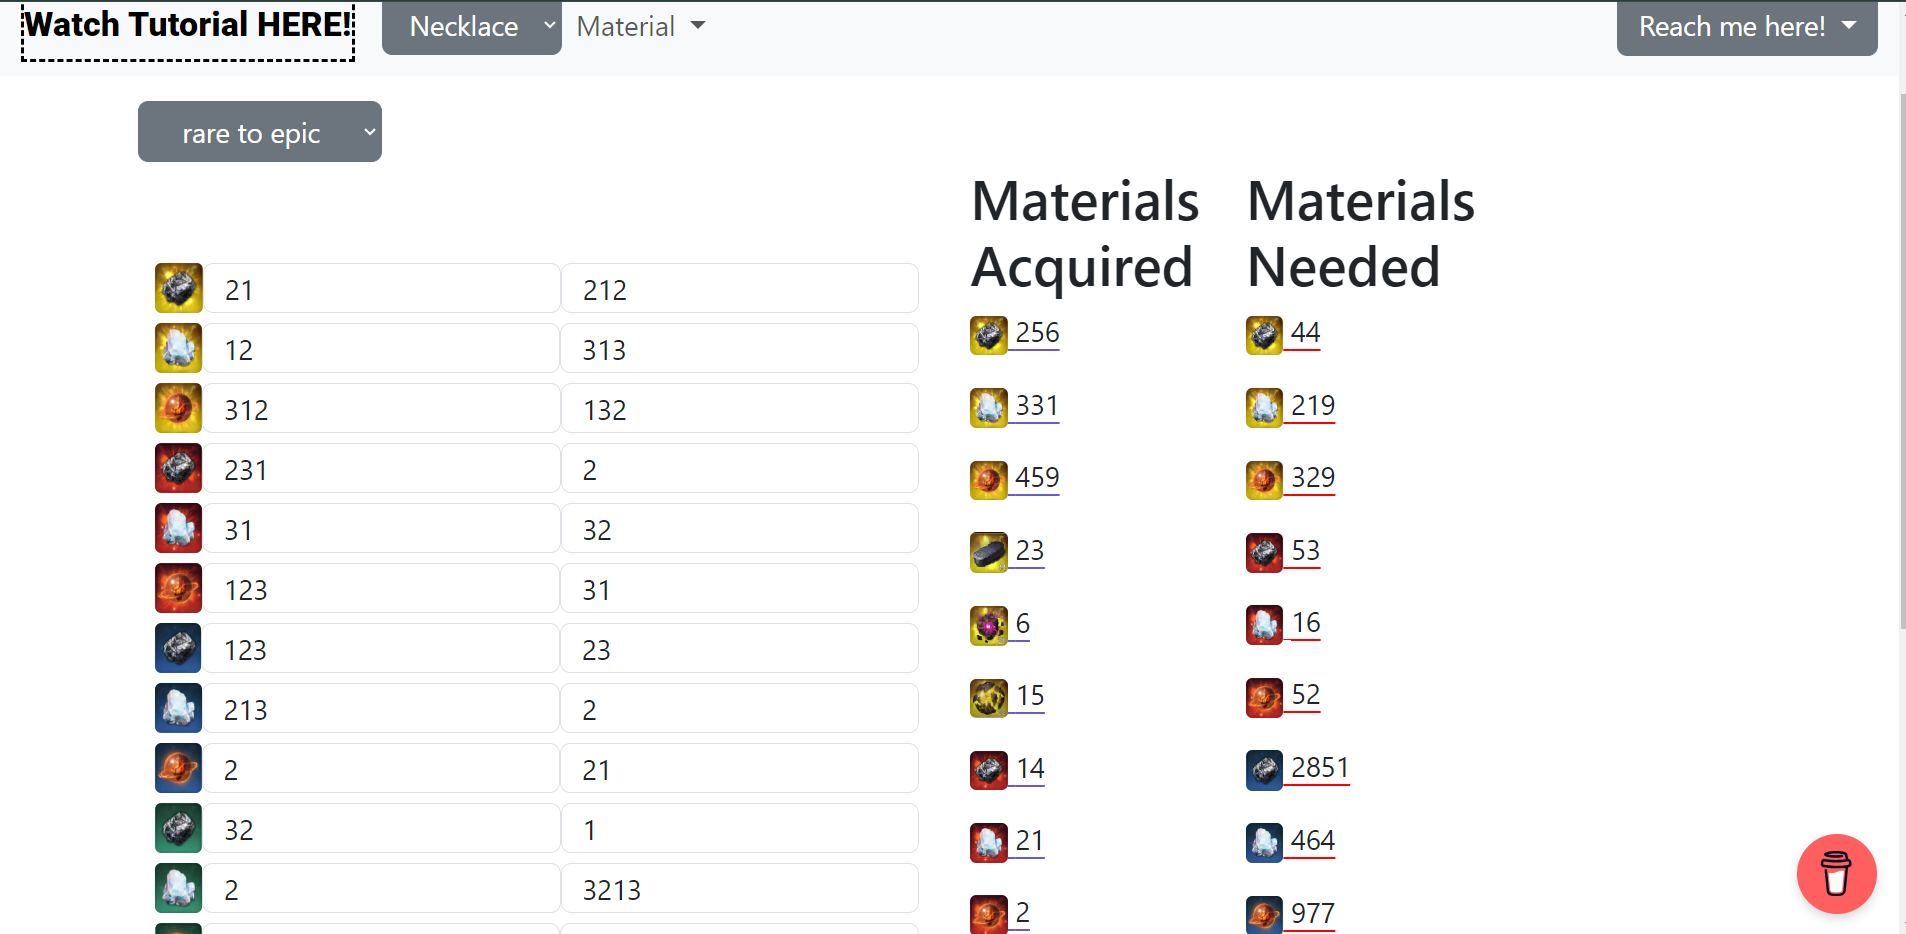 Watch Tutorial HERE!
Necklace
Material
Reach me here!
rare to epic
Materials Acquired
Materials Needed
21 212
12 313
312 132
231 2
31 32
123 31
123 23
213 2
2 21
32 1
2 3213
256 44
331 219
459 329
23 53
6 16
15 52
14 2851
21 464
2 977